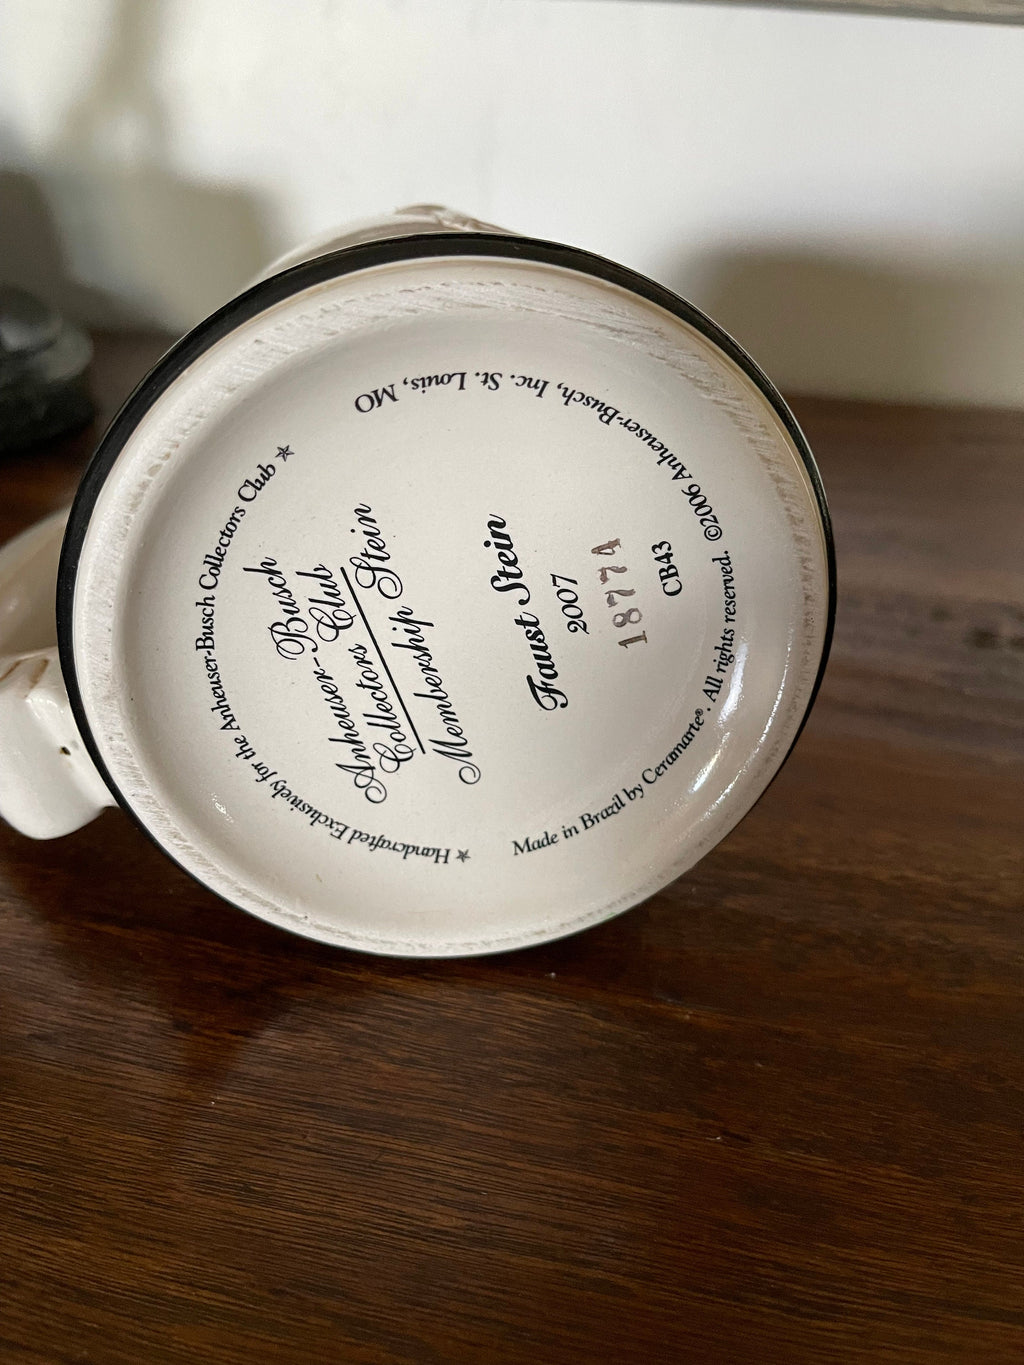 ★ Handcrafted Exclusively for the Anheuser-Busch Collectors Club ★
Anheuser-Busch
Collectors Club
Membership Stein
Faust Stein
2007
18774
CB43
Made in Brazil by Ceramarte®. All rights reserved. ©2006 Anheuser-Busch, Inc. St. Louis, MO